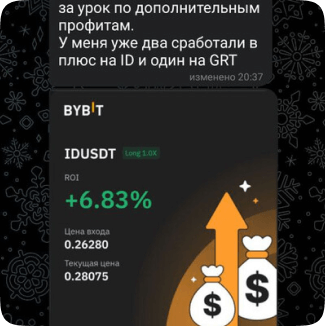 за урок по дополнительным
профитам.
У меня уже два сработали в
плюс на ID и один на GRT
изменено 20:37
BYBIT
IDUSDT Long 1.0X
ROI
+6.83%
Цена входа
0.26280
Текущая цена
0.28075
$ $